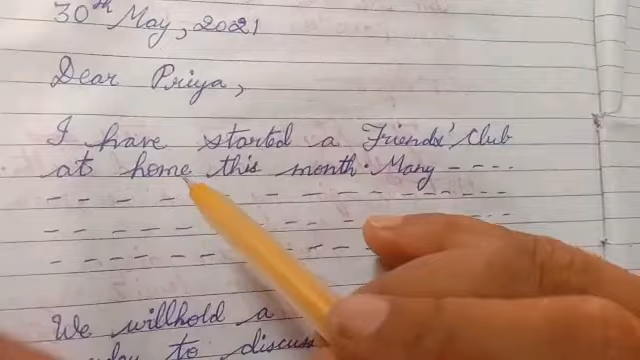 30th May, 2021
Dear Priya,
I have started a Friends' Club
at home this month. Many - - - -
- - - - - - - - - - - -
- - - - - - - - - -
- - - - - - - - -
We willhold a
to discuss